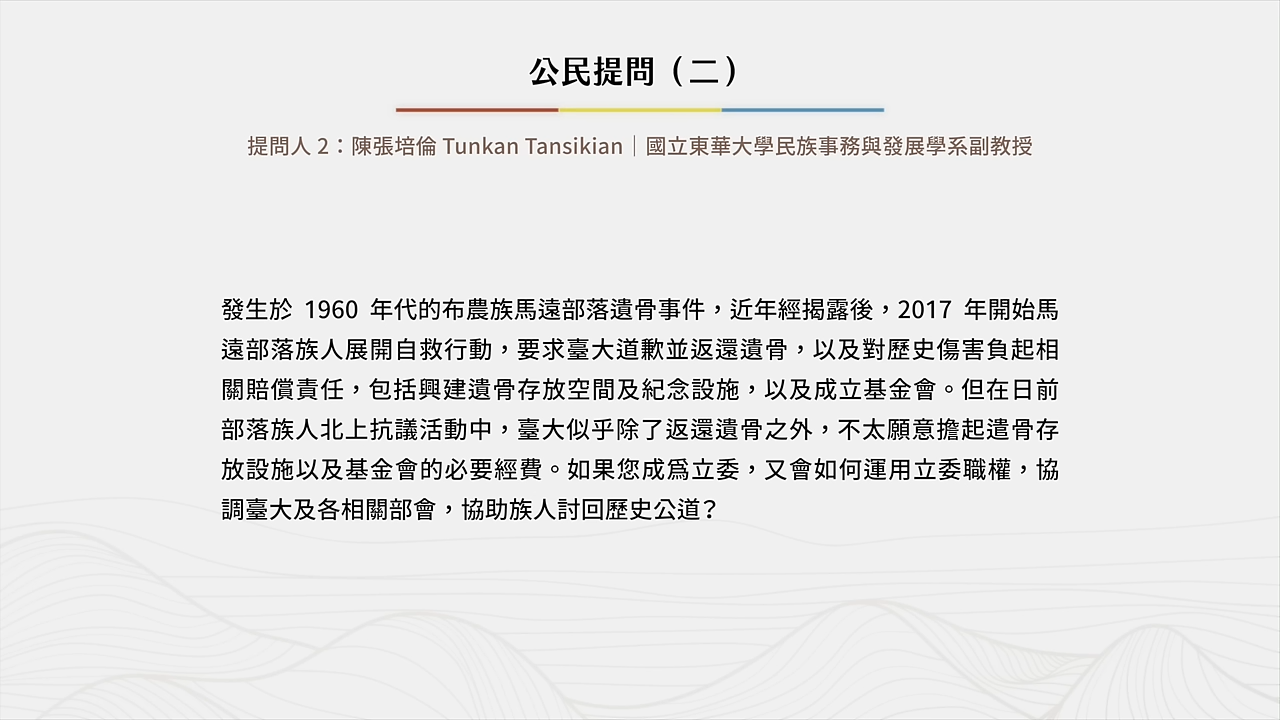 公民提問（二）
提問人 2：陳張培倫 Tunkan Tansikian｜國立東華大學民族事務與發展學系副教授
發生於 1960 年代的布農族馬遠部落遺骨事件，近年經揭露後，2017 年開始馬
遠部落族人展開自救行動，要求臺大道歉並返還遺骨，以及對歷史傷害負起相
關賠償責任，包括興建遺骨存放空間及紀念設施，以及成立基金會。但在日前
部落族人北上抗議活動中，臺大似乎除了返還遺骨之外，不太願意擔起遣骨存
放設施以及基金會的必要經費。如果您成為立委，又會如何運用立委職權，協
調臺大及各相關部會，協助族人討回歷史公道？